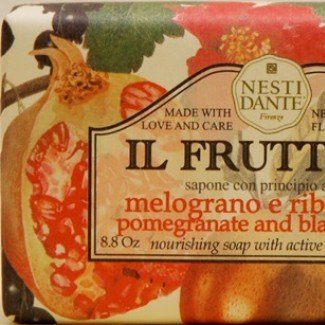 NESTI
DANTE
Firenze
MADE WITH
LOVE AND CARE
IL FRUTT
sapone con principio
melograno e rib
pomegranate and bla
8.8 Oz nourishing soap with active